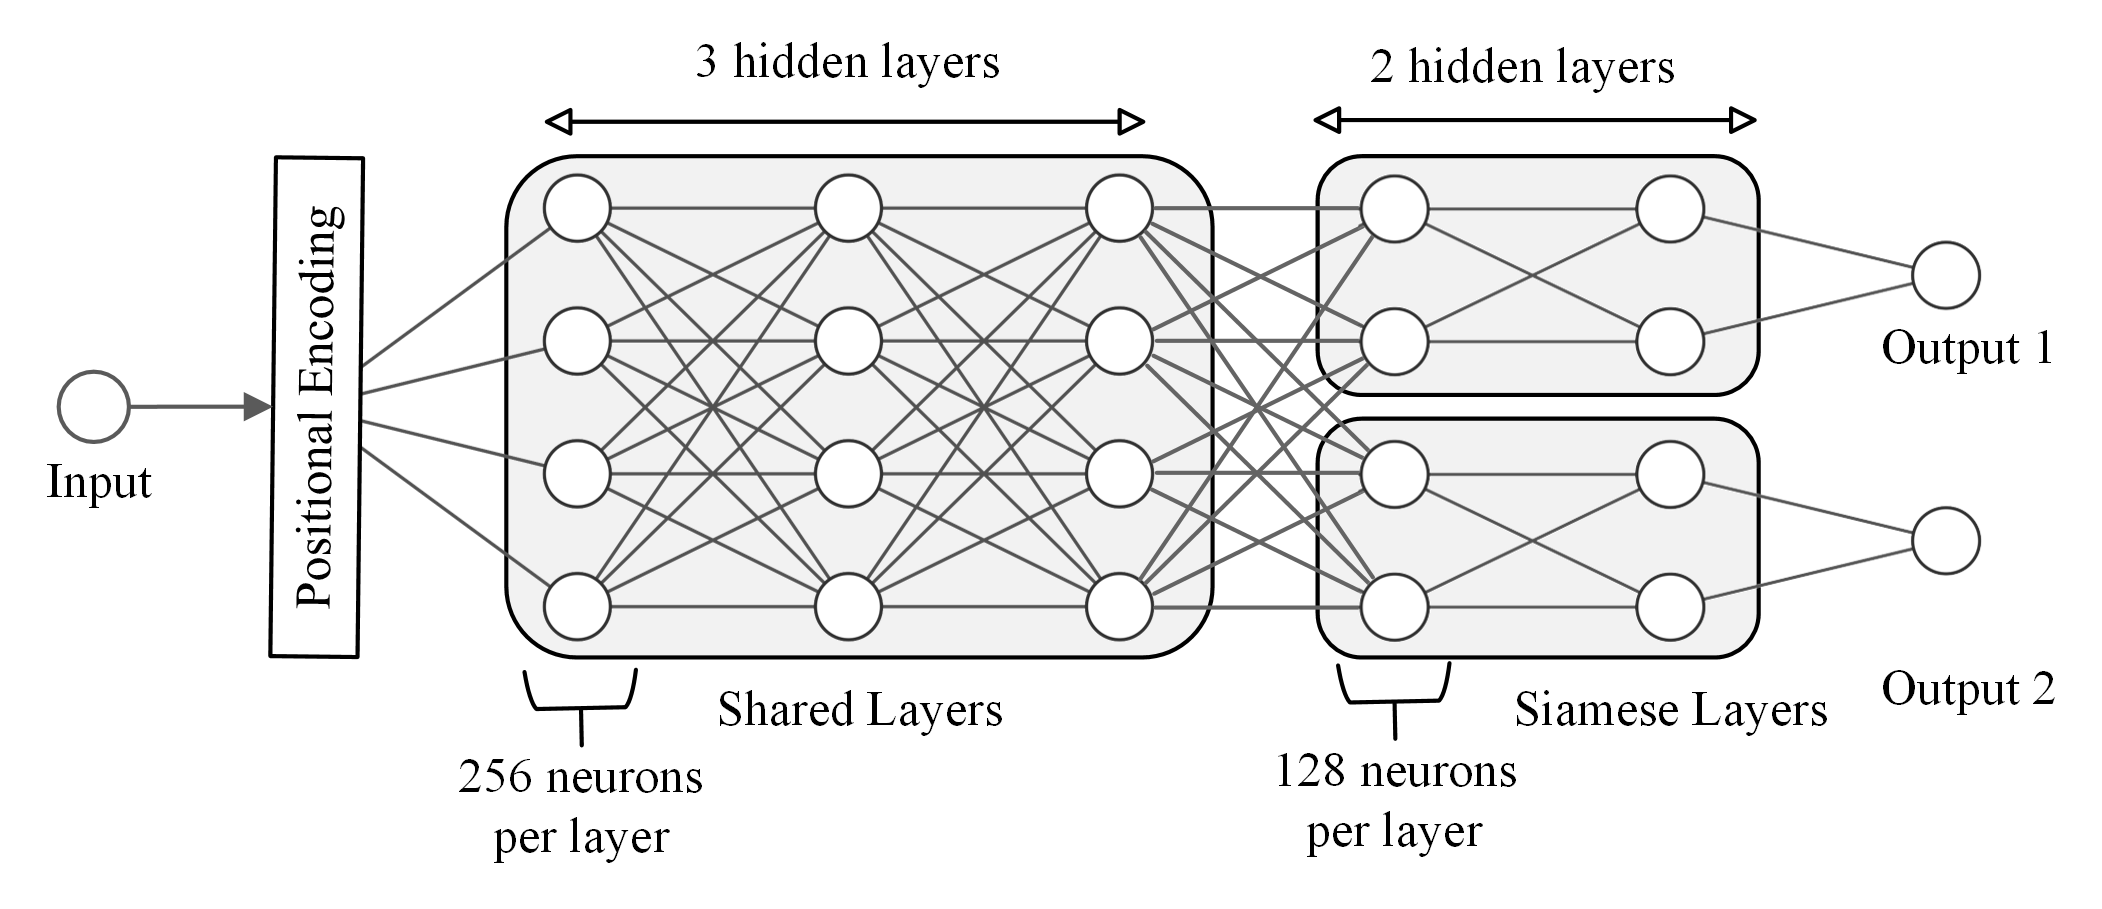 3 hidden layers
2 hidden layers
Positional Encoding
Input
Output 1
Output 2
Shared Layers
Siamese Layers
256 neurons
per layer
128 neurons
per layer